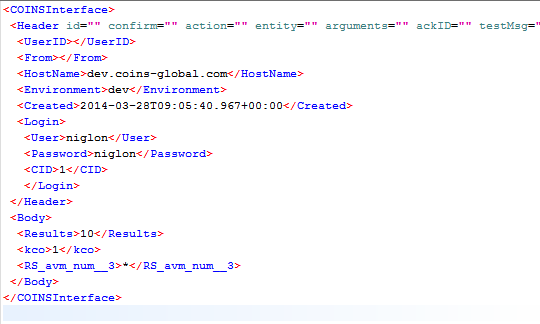 <COINSInterface>
<Header id="" confirm="" action="" entity="" arguments="" ackID="" testMsg="
<UserID></UserID>
<From></From>
<HostName>dev.coins-global.com</HostName>
<Environment>dev</Environment>
<Created>2014-03-28T09:05:40.967+00:00</Created>
<Login>
<User>niglon</User>
<Password>niglon</Password>
<CID>1</CID>
</Login>
</Header>
<Body>
<Results>10</Results>
<kco>1</kco>
<RS_avm_num__3>*</RS_avm_num__3>
</Body>
</COINSInterface>